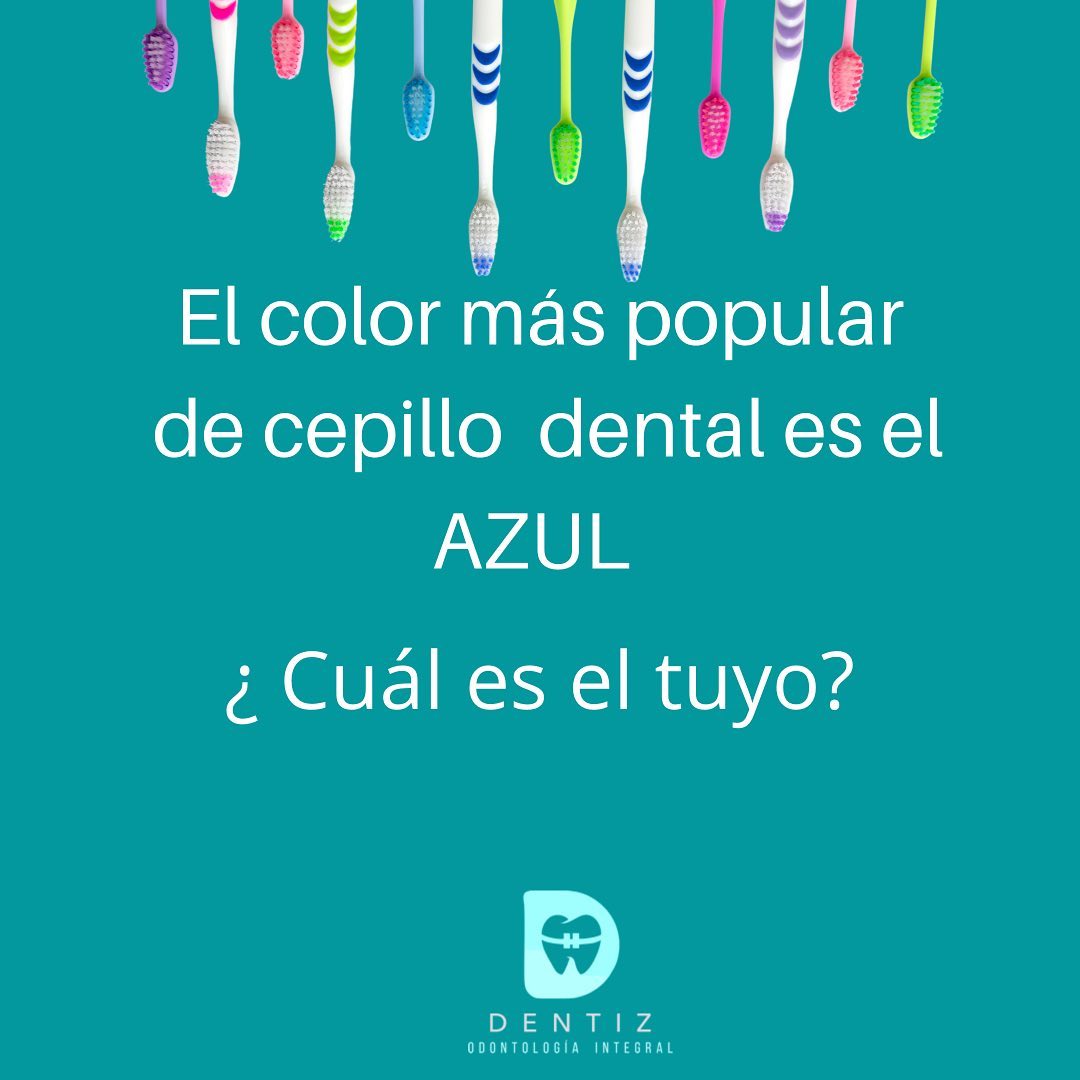 El color más popular
de cepillo dental es el
AZUL
¿ Cuál es el tuyo?
DENTIZ
ODONTOLOGÍA INTEGRAL